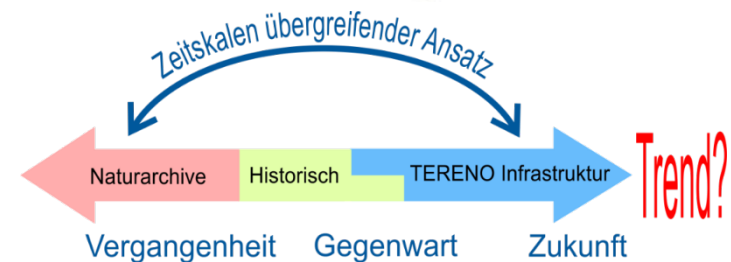 Zeitskalen übergreifender Ansatz
Naturarchive Historisch TERENO Infrastruktur Trend?
Vergangenheit Gegenwart Zukunft